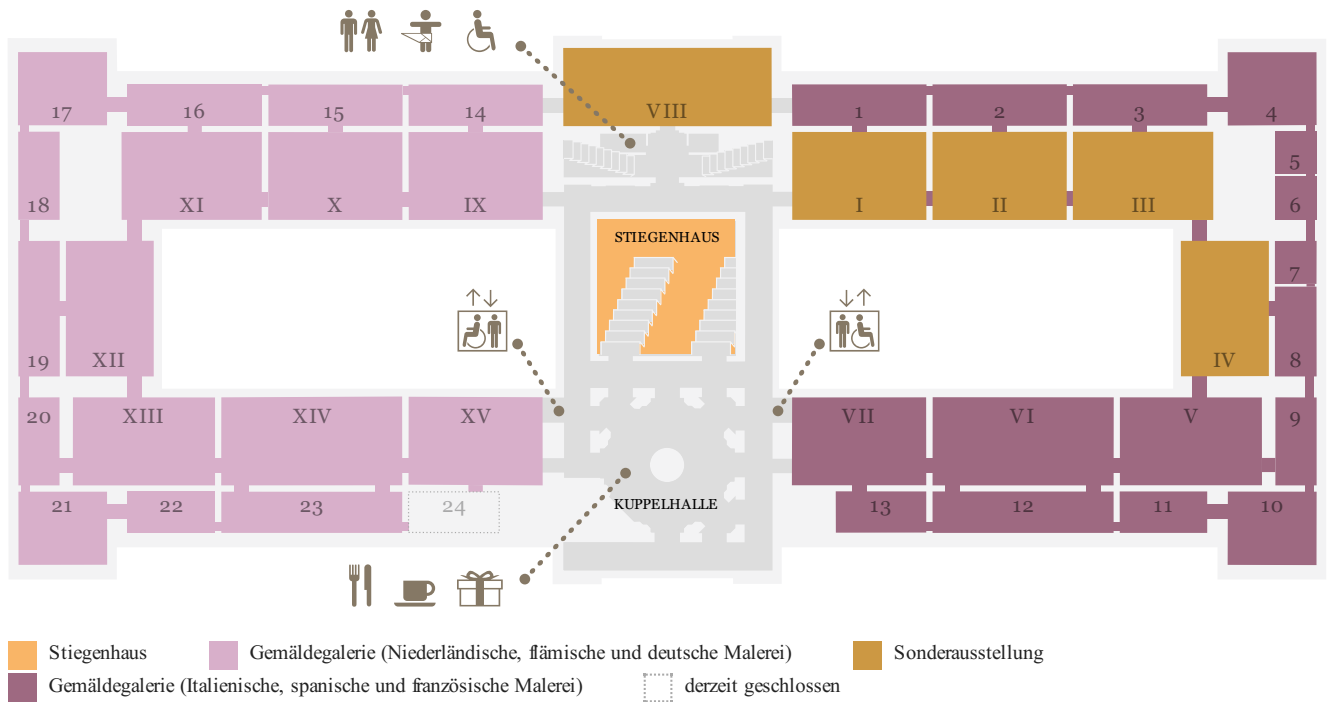 17
16
15
14
VIII
1
2
3
4
18
XI
X
IX
I
II
III
5
6
STIEGENHAUS
19
XII
IV
7
8
20
XIII
XIV
XV
VII
VI
V
9
21
22
23
24
KUPPELHALLE
13
12
11
10
Stiegenhaus
Gemäldegalerie (Niederländische, flämische und deutsche Malerei)
Sonderausstellung
Gemäldegalerie (Italienische, spanische und französische Malerei)
derzeit geschlossen